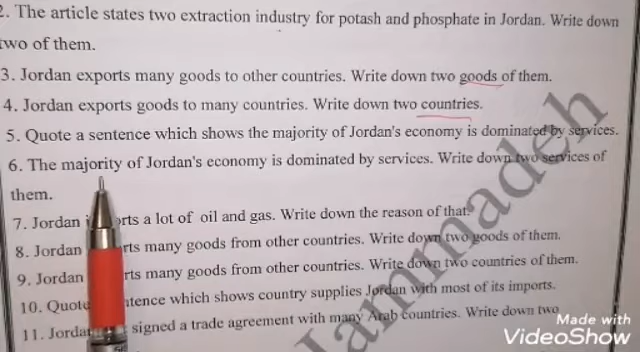 2. The article states two extraction industry for potash and phosphate in Jordan. Write down
two of them.
3. Jordan exports many goods to other countries. Write down two goods of them.
4. Jordan exports goods to many countries. Write down two countries.
5. Quote a sentence which shows the majority of Jordan's economy is dominated by services.
6. The majority of Jordan's economy is dominated by services. Write down two services of
them.
7. Jordan a lot of oil and gas. Write down the reason of that.
8. Jordan many goods from other countries. Write down two goods of them.
9. Jordan many goods from other countries. Write down two countries of them.
10. Quote which shows country supplies Jordan with most of its imports.
11. signed a trade agreement with many Arab countries. Write down two
Hammadeh
Made with
VideoShow